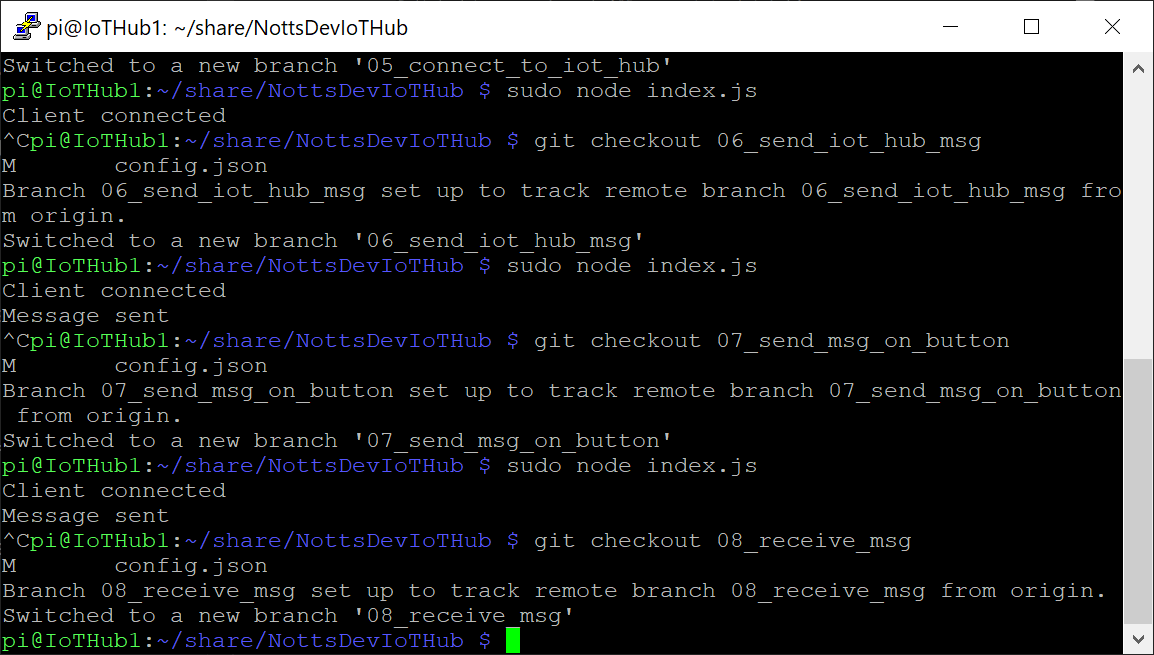 pi@IoTHub1: ~/share/NottsDevIoTHub
Switched to a new branch '05_connect_to_iot_hub'
pi@IoTHub1:~/share/NottsDevIoTHub $ sudo node index.js
Client connected
^Cpi@IoTHub1:~/share/NottsDevIoTHub $ git checkout 06_send_iot_hub_msg
M       config.json
Branch 06_send_iot_hub_msg set up to track remote branch 06_send_iot_hub_msg fro
m origin.
Switched to a new branch '06_send_iot_hub_msg'
pi@IoTHub1:~/share/NottsDevIoTHub $ sudo node index.js
Client connected
Message sent
^Cpi@IoTHub1:~/share/NottsDevIoTHub $ git checkout 07_send_msg_on_button
M       config.json
Branch 07_send_msg_on_button set up to track remote branch 07_send_msg_on_button
 from origin.
Switched to a new branch '07_send_msg_on_button'
pi@IoTHub1:~/share/NottsDevIoTHub $ sudo node index.js
Client connected
Message sent
^Cpi@IoTHub1:~/share/NottsDevIoTHub $ git checkout 08_receive_msg
M       config.json
Branch 08_receive_msg set up to track remote branch 08_receive_msg from origin.
Switched to a new branch '08_receive_msg'
pi@IoTHub1:~/share/NottsDevIoTHub $